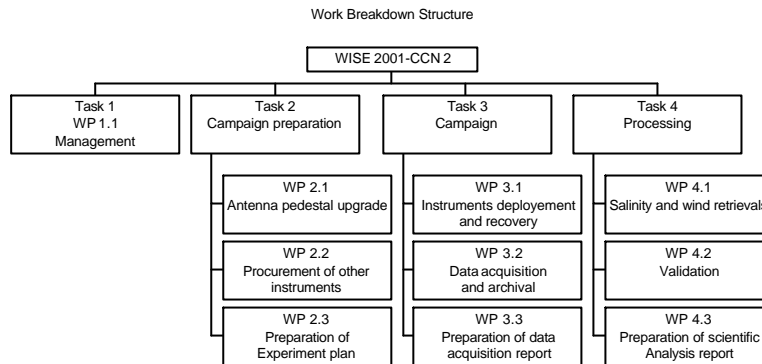 Work Breakdown Structure
WISE 2001-CCN 2
Task 1
WP 1.1
Management
Task 2
Campaign preparation
Task 3
Campaign
Task 4
Processing
WP 2.1
Antenna pedestal upgrade
WP 2.2
Procurement of other
instruments
WP 2.3
Preparation of
Experiment plan
WP 3.1
Instruments deployement
and recovery
WP 3.2
Data acquisition
and archival
WP 3.3
Preparation of data
acquisition report
WP 4.1
Salinity and wind retrievals
WP 4.2
Validation
WP 4.3
Preparation of scientific
Analysis report